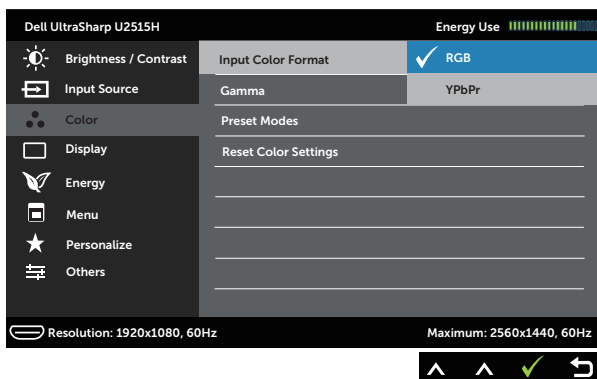 Dell UltraSharp U2515H Energy Use
Brightness / Contrast Input Color Format RGB
Input Source Gamma YPbPr
Color Preset Modes
Display Reset Color Settings
Energy
Menu
Personalize
Others
Resolution: 1920x1080, 60Hz Maximum: 2560x1440, 60Hz